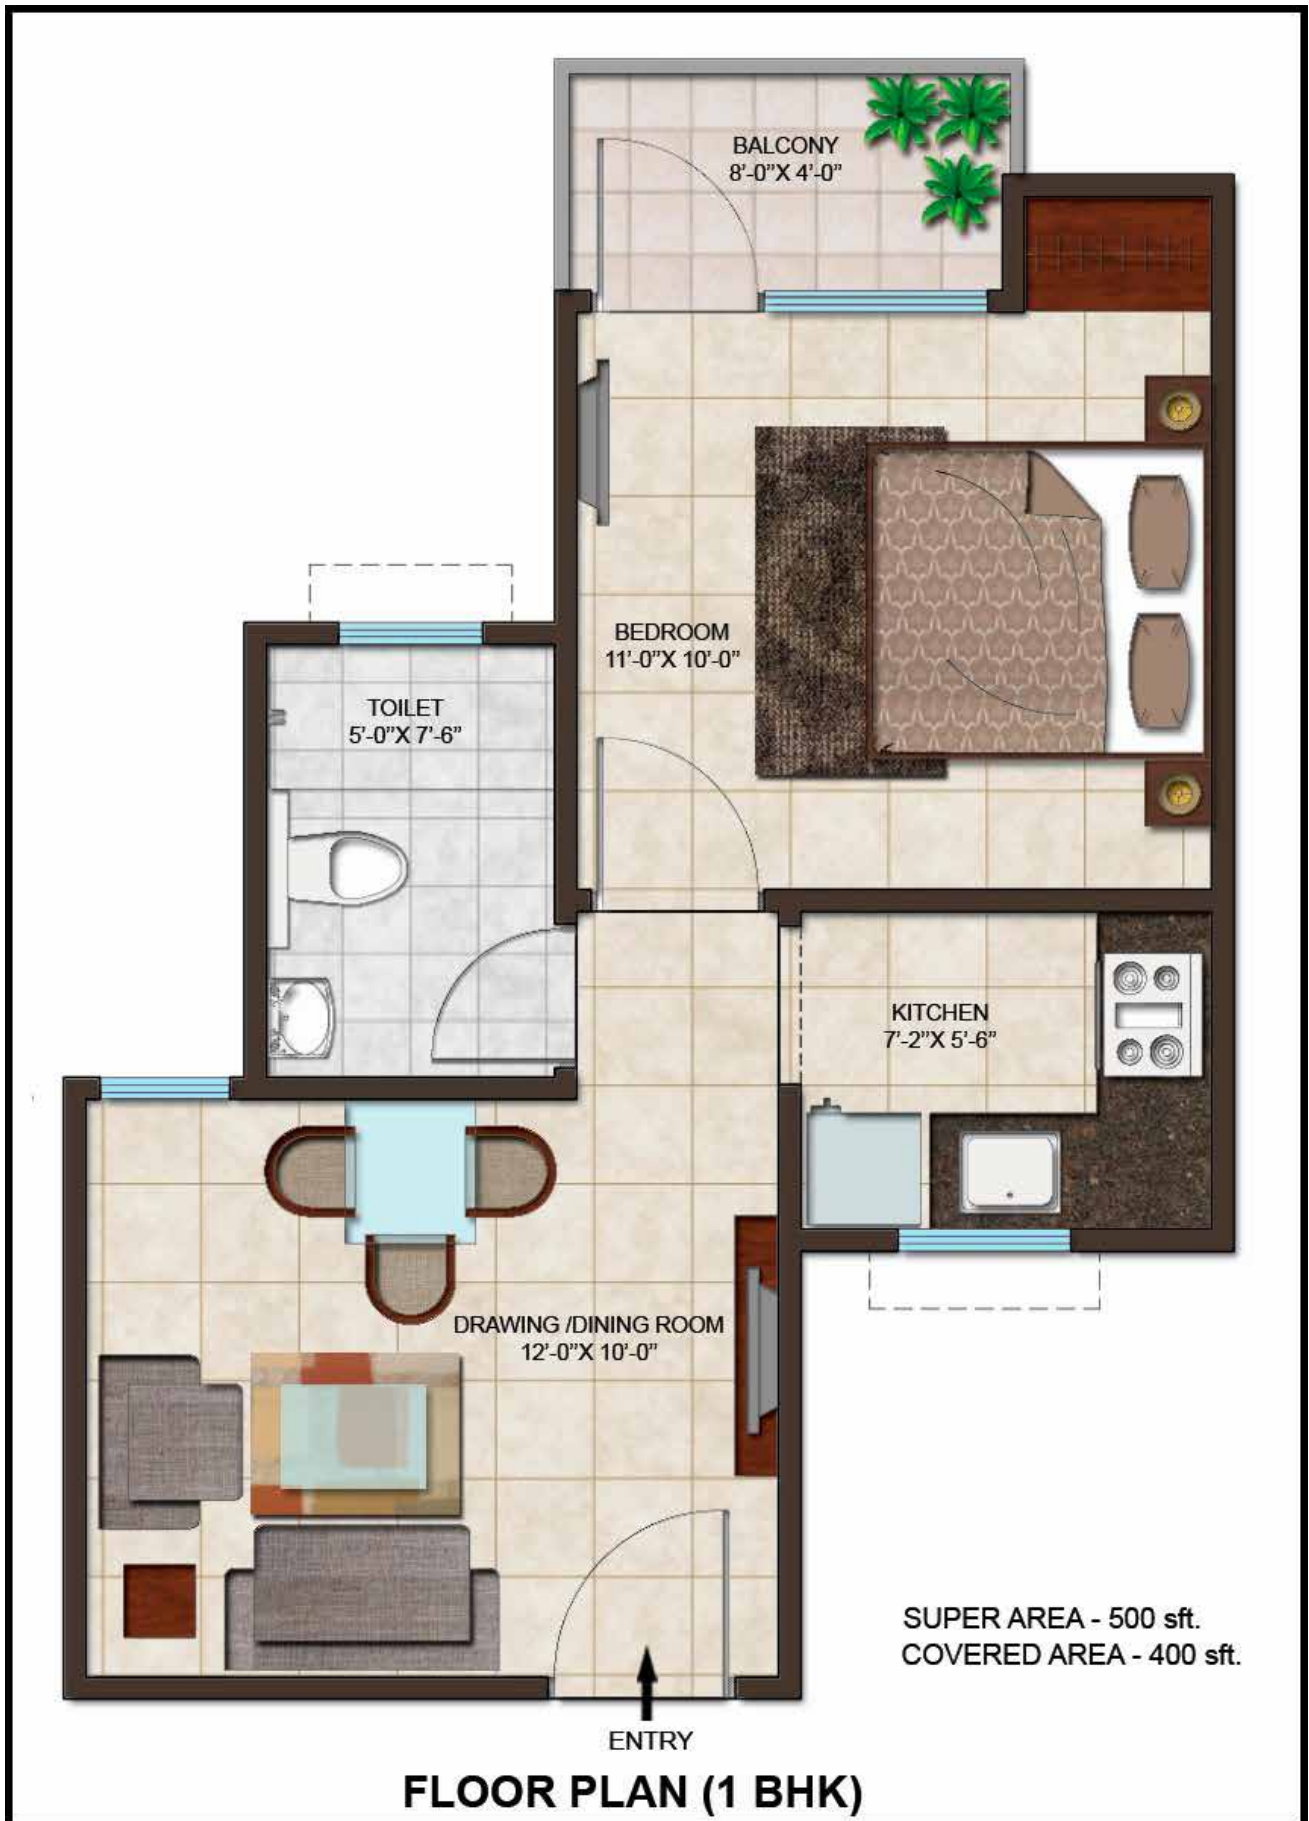 BALCONY
8'-0”X 4'-0”
BEDROOM
11'-0”X 10'-0”
TOILET
5'-0”X 7'-6”
KITCHEN
7'-2”X 5'-6”
DRAWING /DINING ROOM
12'-0”X 10'-0”
SUPER AREA - 500 sft.
COVERED AREA - 400 sft.
ENTRY
FLOOR PLAN (1 BHK)